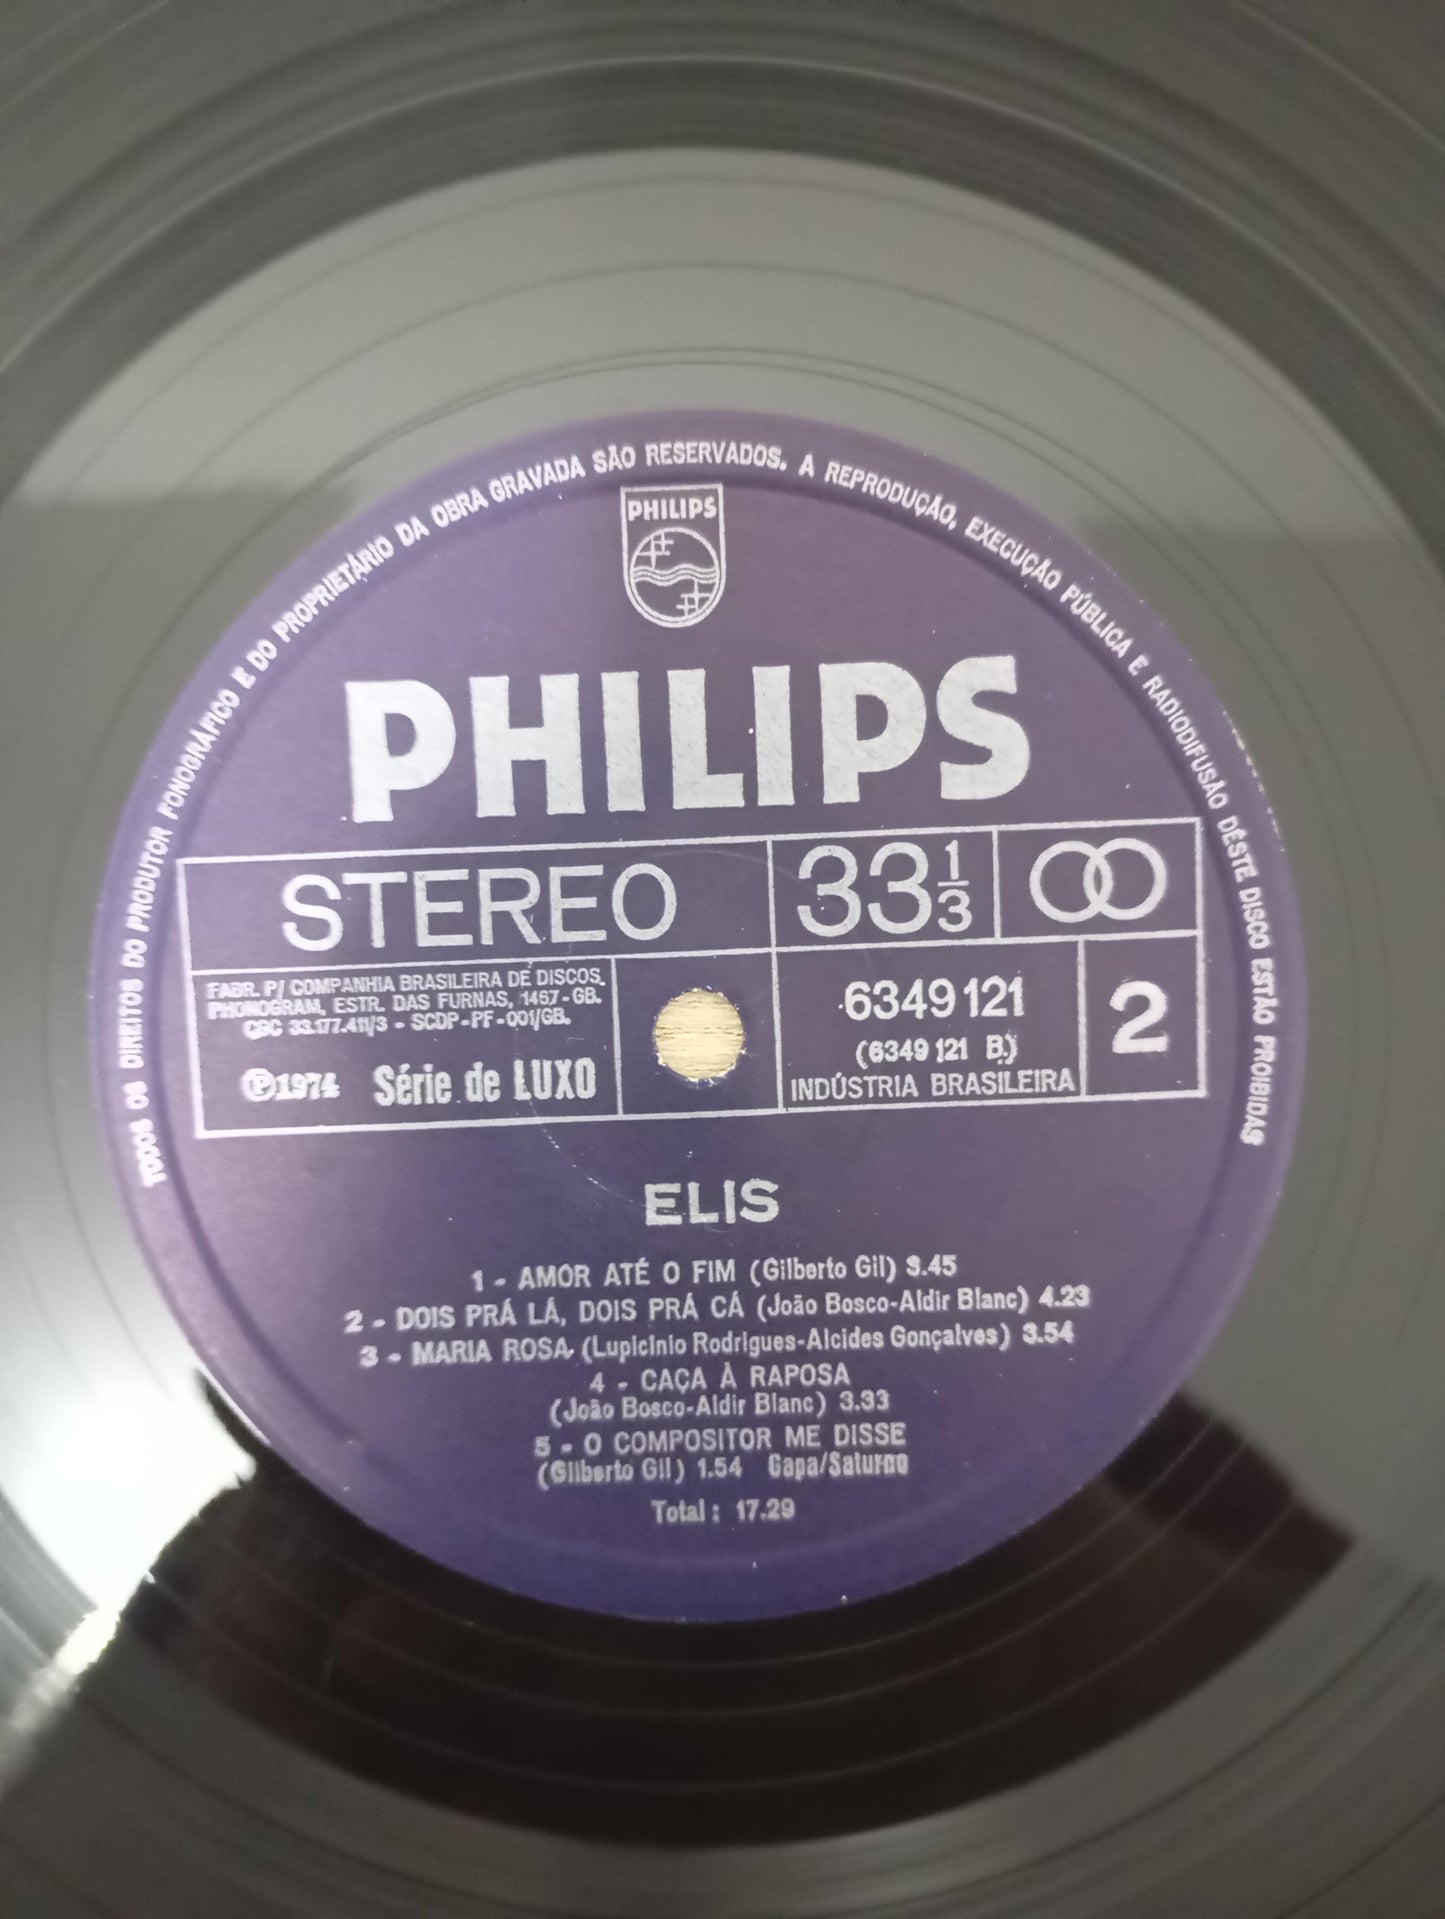 TODOS OS DIREITOS DO PRODUTOR FONOGRÁFICO E DO PROPRIETÁRIO DA OBRA GRAVADA SÃO RESERVADOS. A REPRODUÇÃO, EXECUÇÃO PÚBLICA E RADIODIFUSÃO DÊSTE DISCO ESTÃO PROIBIDAS
PHILIPS
PHILIPS
STEREO
33 1/3
FABR. P/ COMPANHIA BRASILEIRA DE DISCOS.
PHONOGRAM, ESTR. DAS FURNAS, 1467-GB.
CGC 33.177.411/3 - SCDP-PF-001/GB.
Ⓟ1974 Série de LUXO
6349 121
(6349 121 B.)
INDÚSTRIA BRASILEIRA
2
ELIS
1 - AMOR ATÉ O FIM (Gilberto Gil) 3.45
2 - DOIS PRÁ LÁ, DOIS PRÁ CÁ (João Bosco-Aldir Blanc) 4.23
3 - MARIA ROSA (Lupicinio Rodrigues-Alcides Gonçalves) 3.54
4 - CAÇA À RAPOSA
(João Bosco-Aldir Blanc) 3.33
5 - O COMPOSITOR ME DISSE
(Gilberto Gil) 1.54 Gapa/Saturno
Total : 17.29